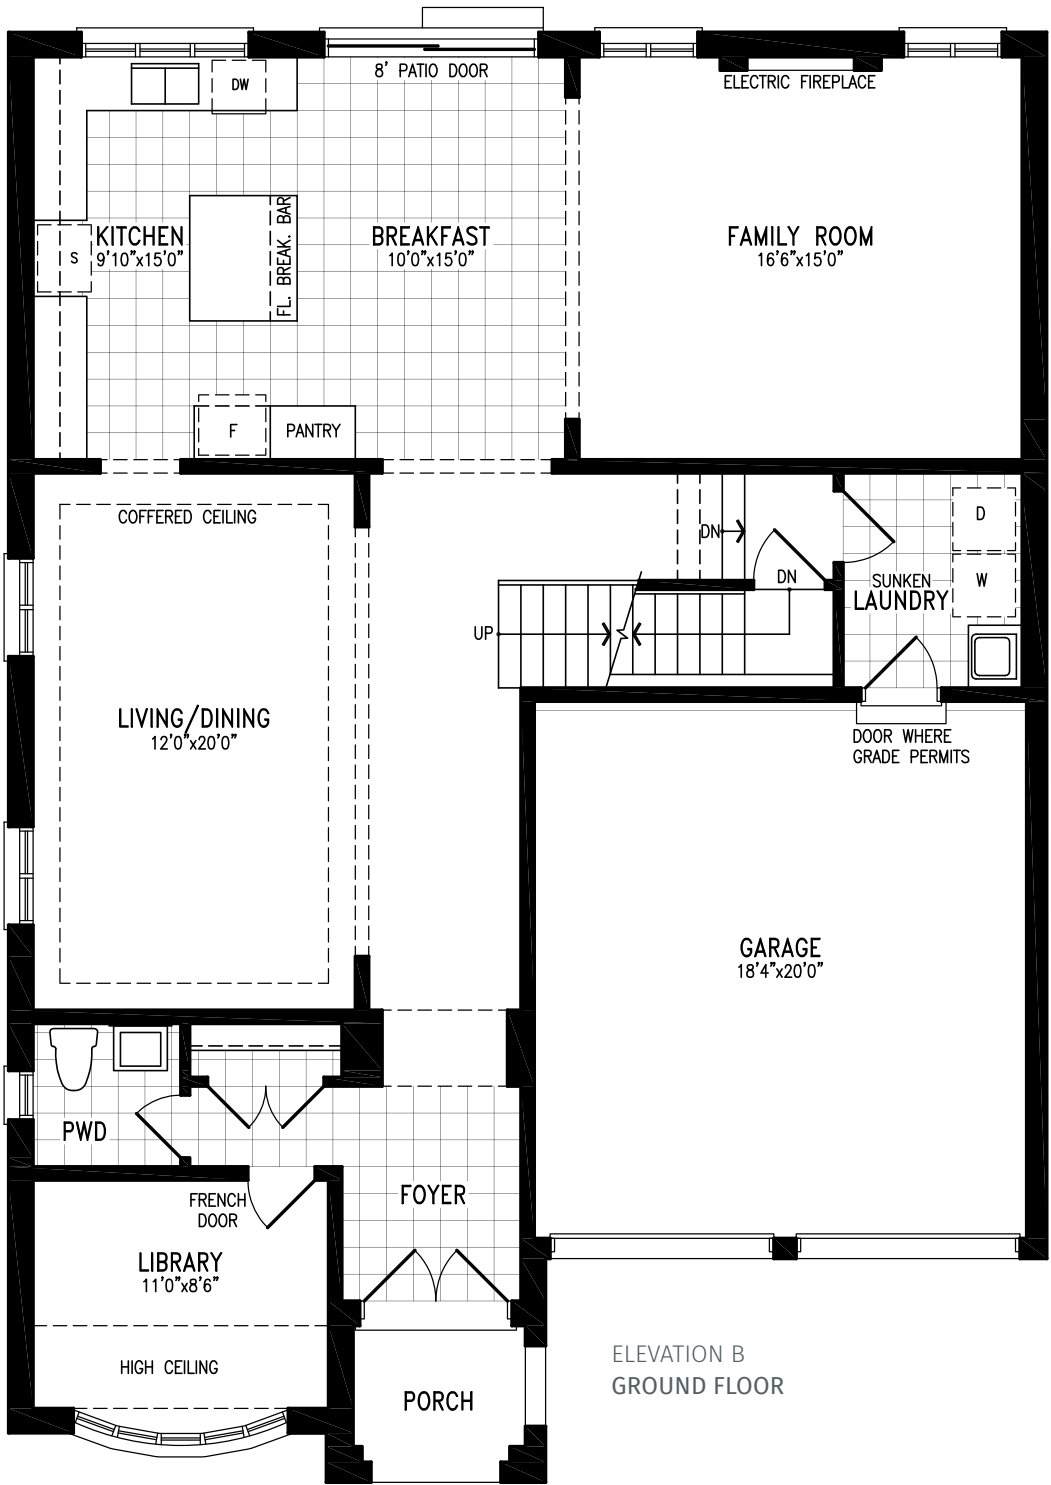 8' PATIO DOOR
DW
ELECTRIC FIREPLACE
S
KITCHEN
9'10"x15'0"
FL. BREAK. BAR
BREAKFAST
10'0"x15'0"
FAMILY ROOM
16'6"x15'0"
F
PANTRY
COFFERED CEILING
DN
DN
D
W
SUNKEN
LAUNDRY
UP
LIVING/DINING
12'0"x20'0"
DOOR WHERE
GRADE PERMITS
GARAGE
18'4"x20'0"
PWD
FOYER
FRENCH
DOOR
LIBRARY
11'0"x8'6"
HIGH CEILING
PORCH
ELEVATION B
GROUND FLOOR